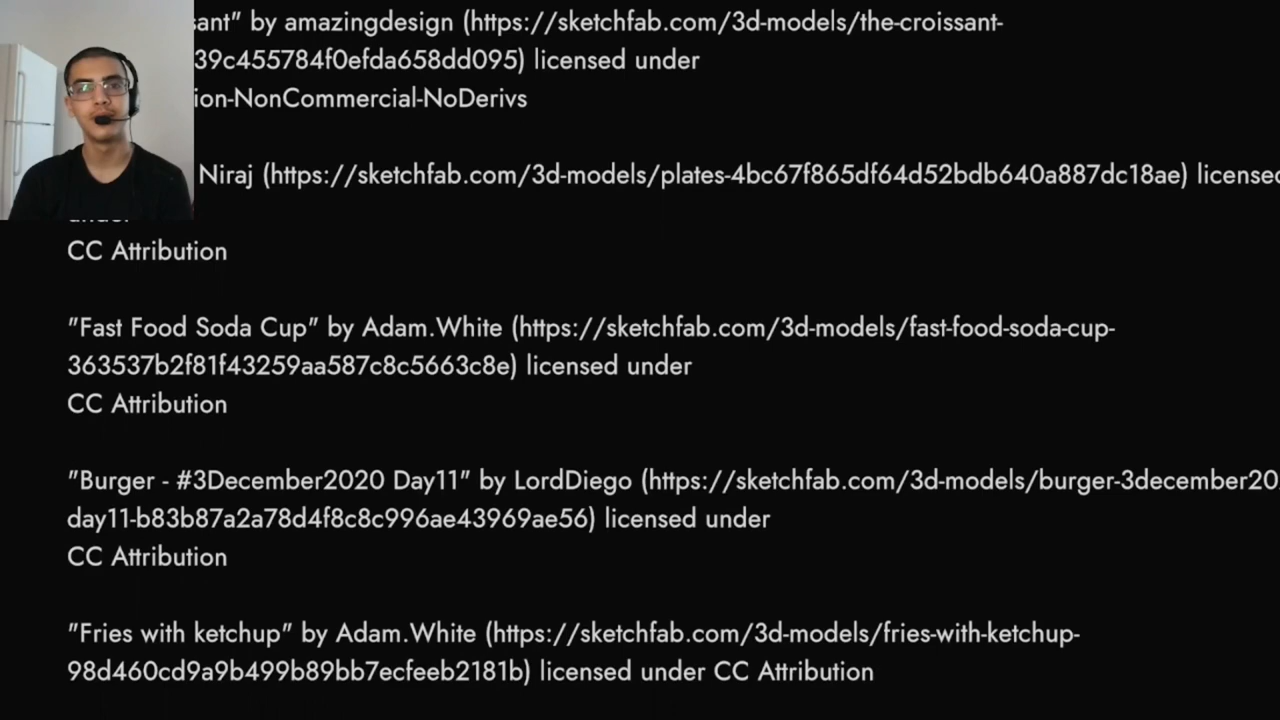 sant" by amazingdesign (https://sketchfab.com/3d-models/the-croissant-
39c455784f0efda658dd095) licensed under
ion-NonCommercial-NoDerivs
Niraj (https://sketchfab.com/3d-models/plates-4bc67f865df64d52bdb640a887dc18ae) licensed
under
CC Attribution
"Fast Food Soda Cup" by Adam.White (https://sketchfab.com/3d-models/fast-food-soda-cup-
363537b2f81f43259aa587c8c5663c8e) licensed under
CC Attribution
"Burger - #3December2020 Day11" by LordDiego (https://sketchfab.com/3d-models/burger-3december20
day11-b83b87a2a78d4f8c8c996ae43969ae56) licensed under
CC Attribution
"Fries with ketchup" by Adam.White (https://sketchfab.com/3d-models/fries-with-ketchup-
98d460cd9a9b499b89bb7ecfeeb2181b) licensed under CC Attribution